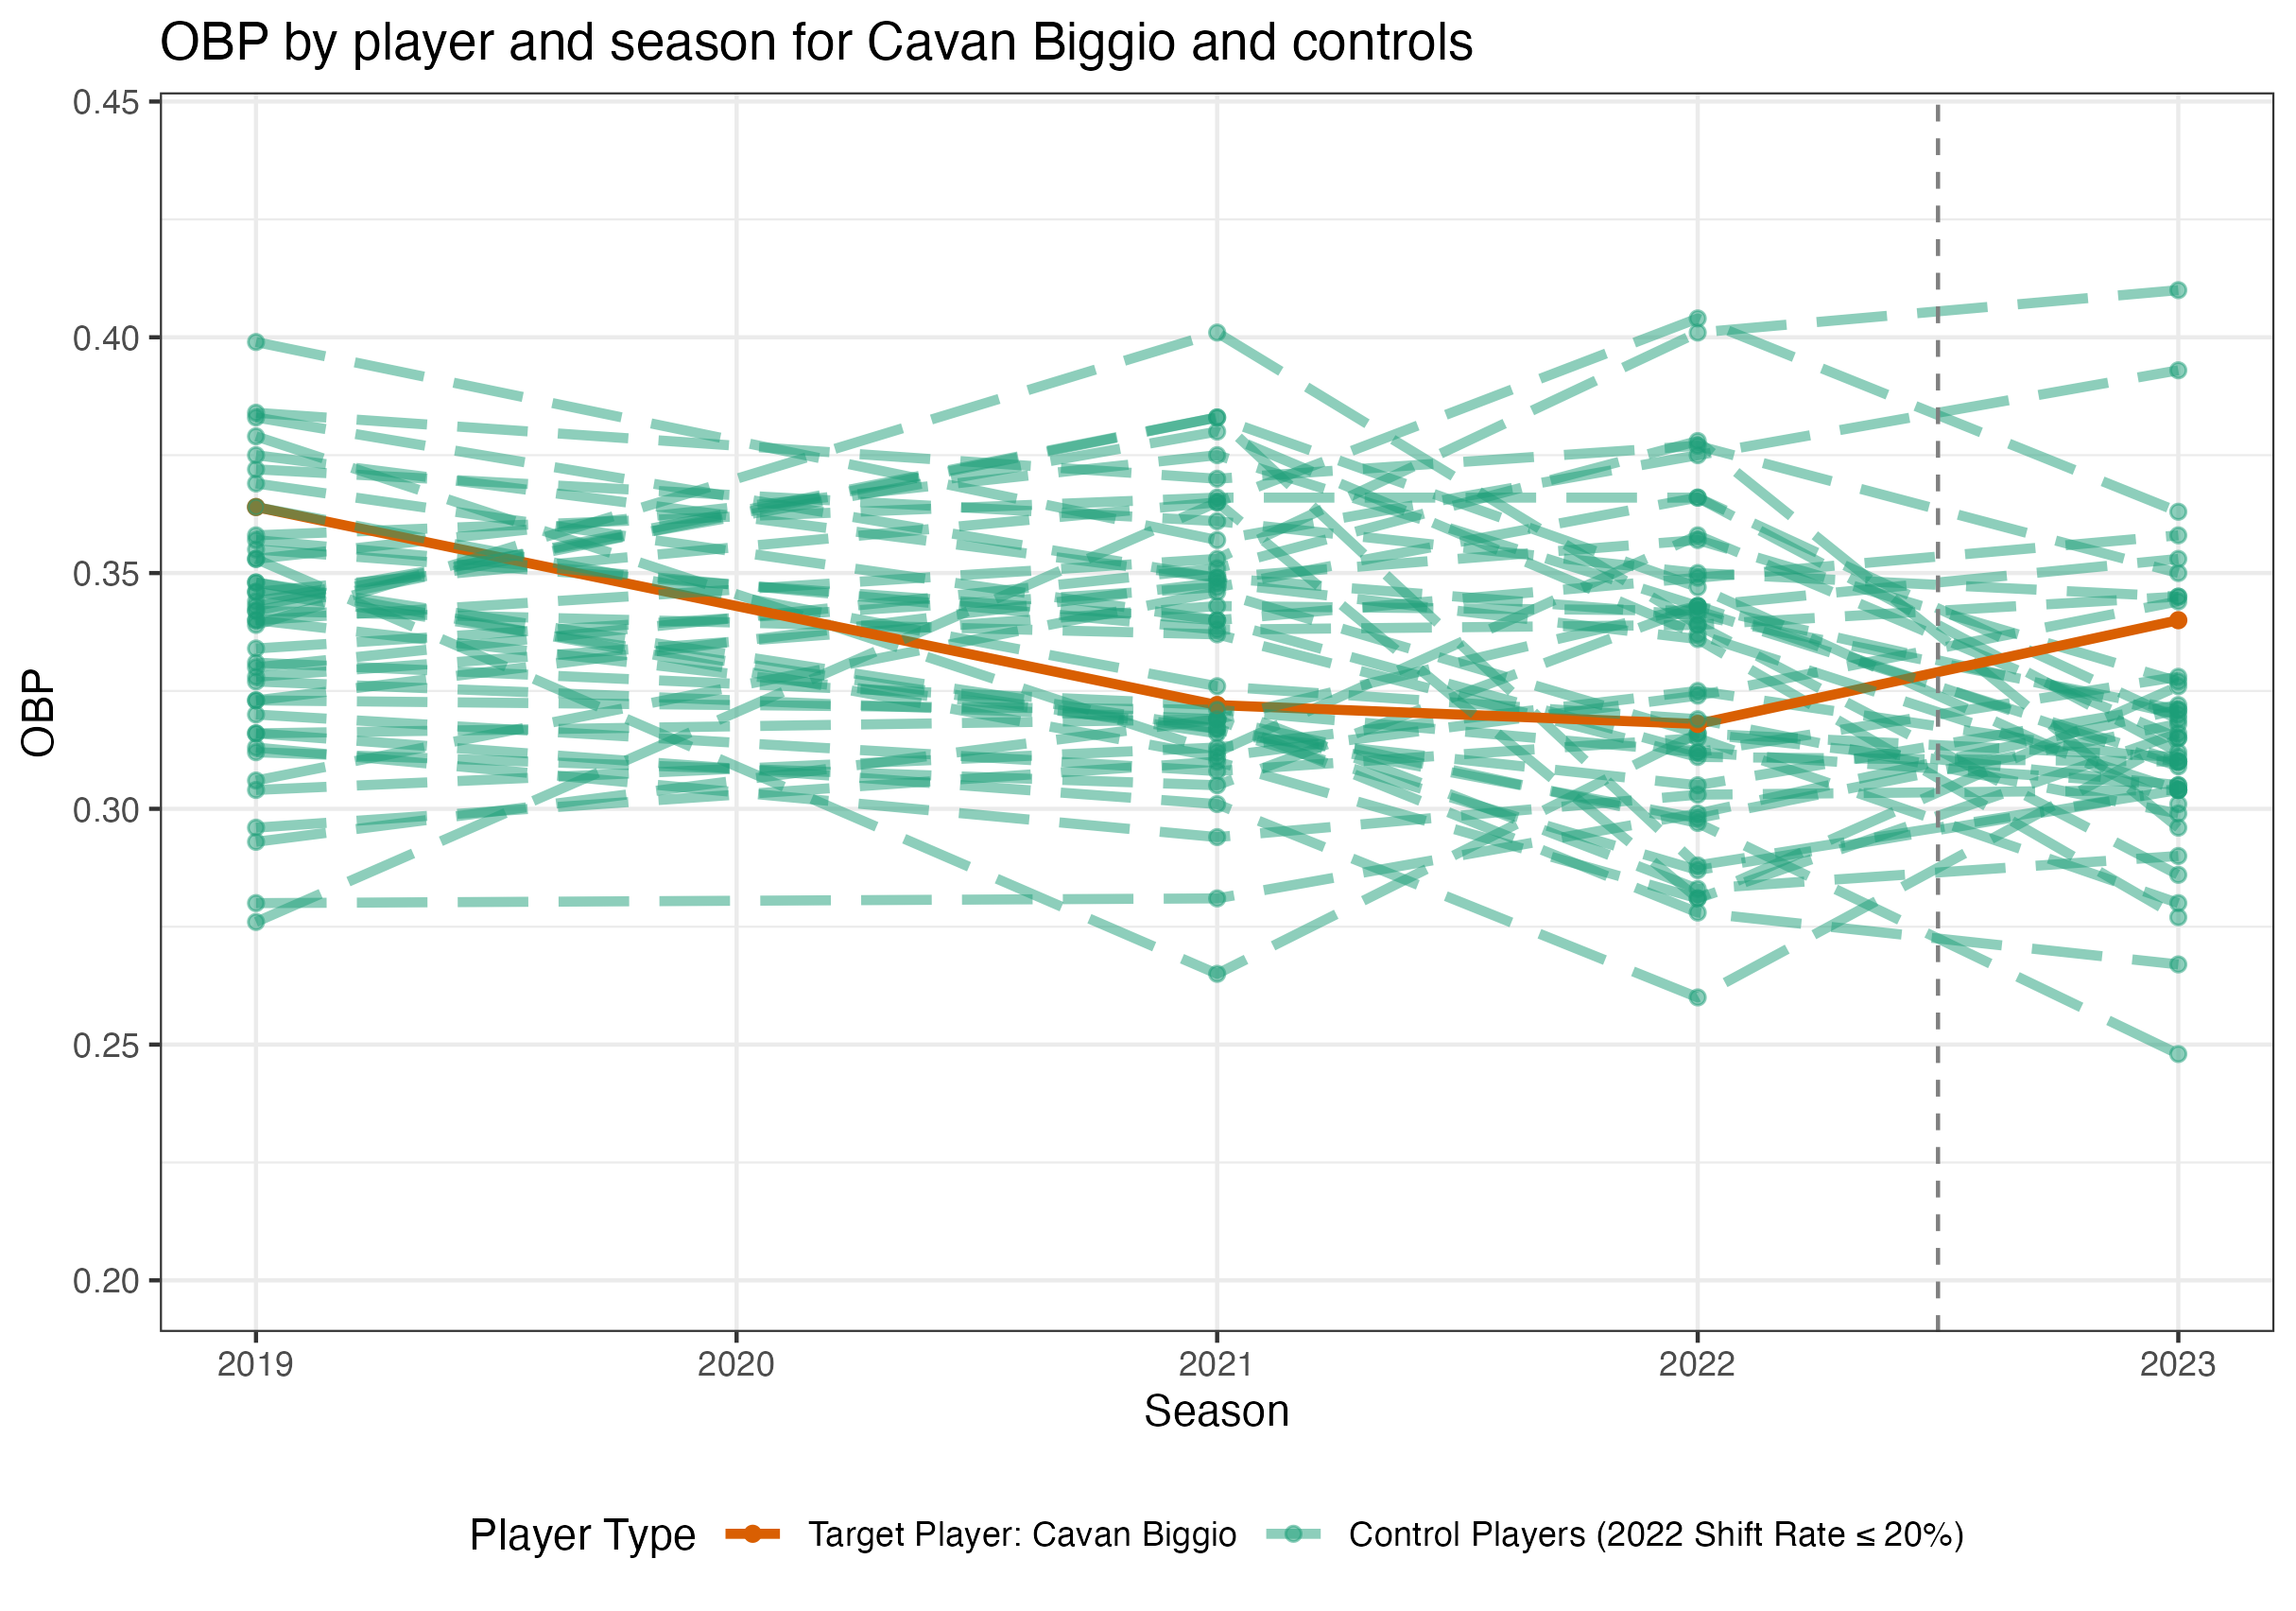 OBP by player and season for Cavan Biggio and controls
0.45
0.40
0.35
0.30
0.25
0.20
OBP
2019 2020 2021 2022 2023
Season
Player Type Target Player: Cavan Biggio Control Players (2022 Shift Rate ≤ 20%)